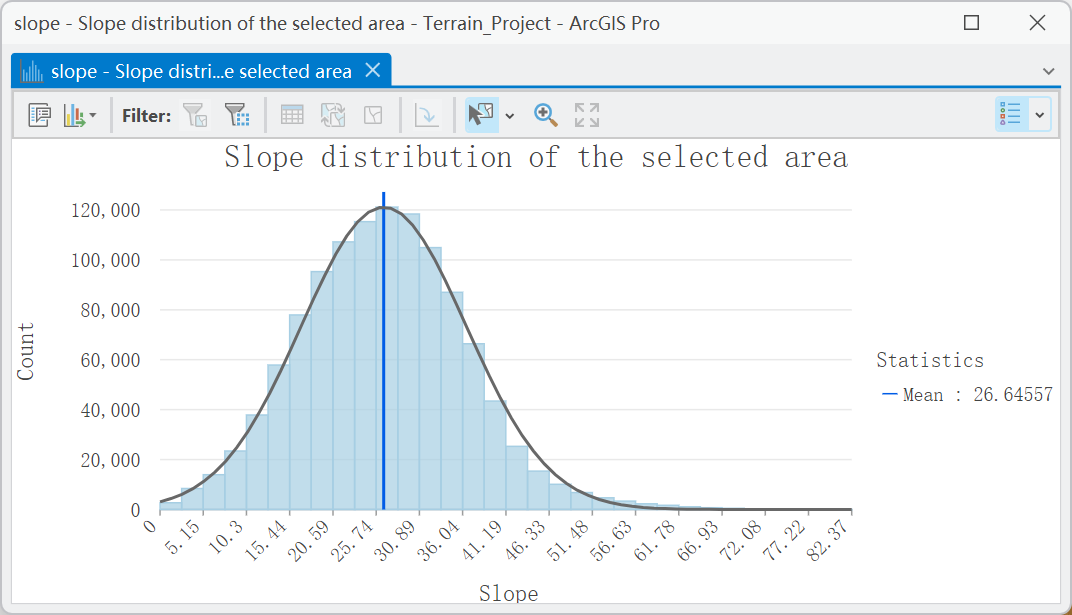 slope - Slope distribution of the selected area - Terrain_Project - ArcGIS Pro
slope - Slope distri...e selected area
Filter:
Slope distribution of the selected area
120,000
100,000
80,000
60,000
40,000
20,000
0
Count
0 5.15 10.3 15.44 20.59 25.74 30.89 36.04 41.19 46.33 51.48 56.63 61.78 66.93 72.08 77.22 82.37
Slope
Statistics
Mean : 26.64557